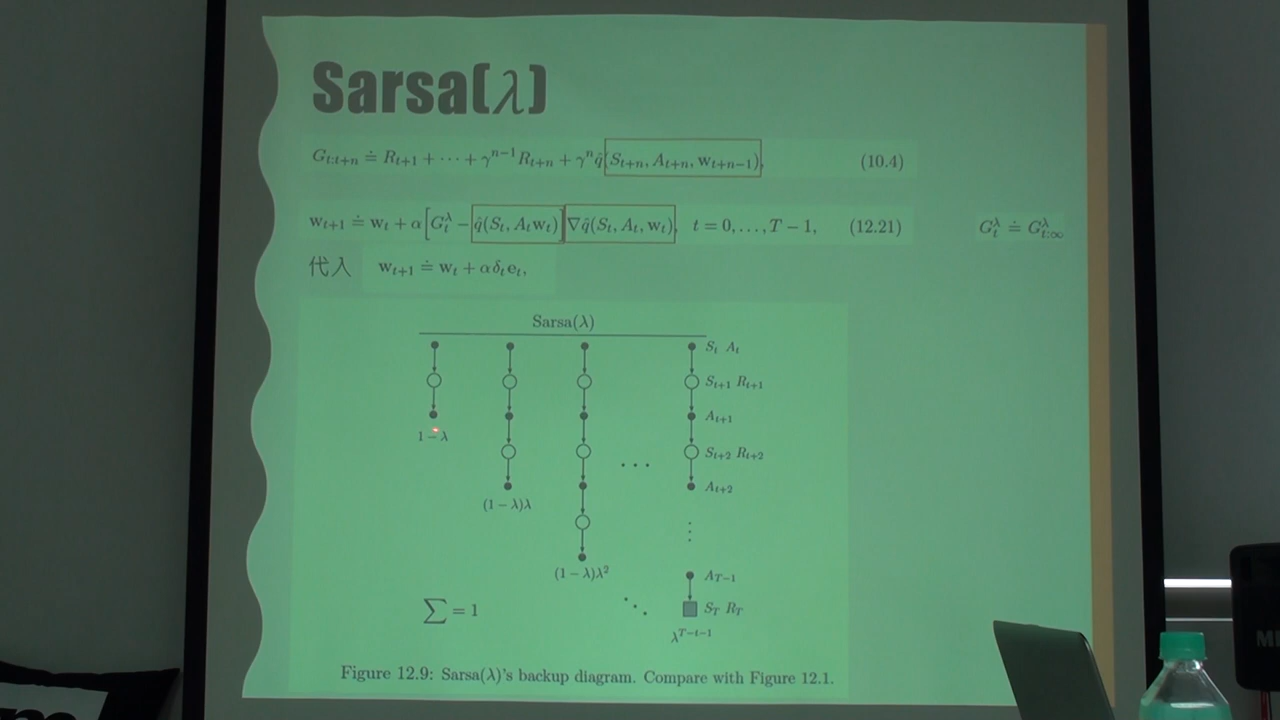 Sarsa(λ)
G_{t:t+n} ≐ R_{t+1} + ⋯ + γ^{n−1}R_{t+n} + γ^n q̂(S_{t+n}, A_{t+n}, w_{t+n−1}), (10.4)
w_{t+1} ≐ w_t + α[G_t^λ − q̂(S_t, A_t w_t)]∇q̂(S_t, A_t, w_t), t = 0, . . . , T − 1, (12.21) G_t^λ ≐ G_{t:∞}^λ
代入 w_{t+1} ≐ w_t + αδ_t e_t,
Sarsa(λ)
S_t A_t
S_{t+1} R_{t+1}
A_{t+1}
1 − λ
S_{t+2} R_{t+2}
A_{t+2}
(1 − λ)λ
(1 − λ)λ²
A_{T−1}
∑ = 1
S_T R_T
λ^{T−t−1}
Figure 12.9: Sarsa(λ)'s backup diagram. Compare with Figure 12.1.